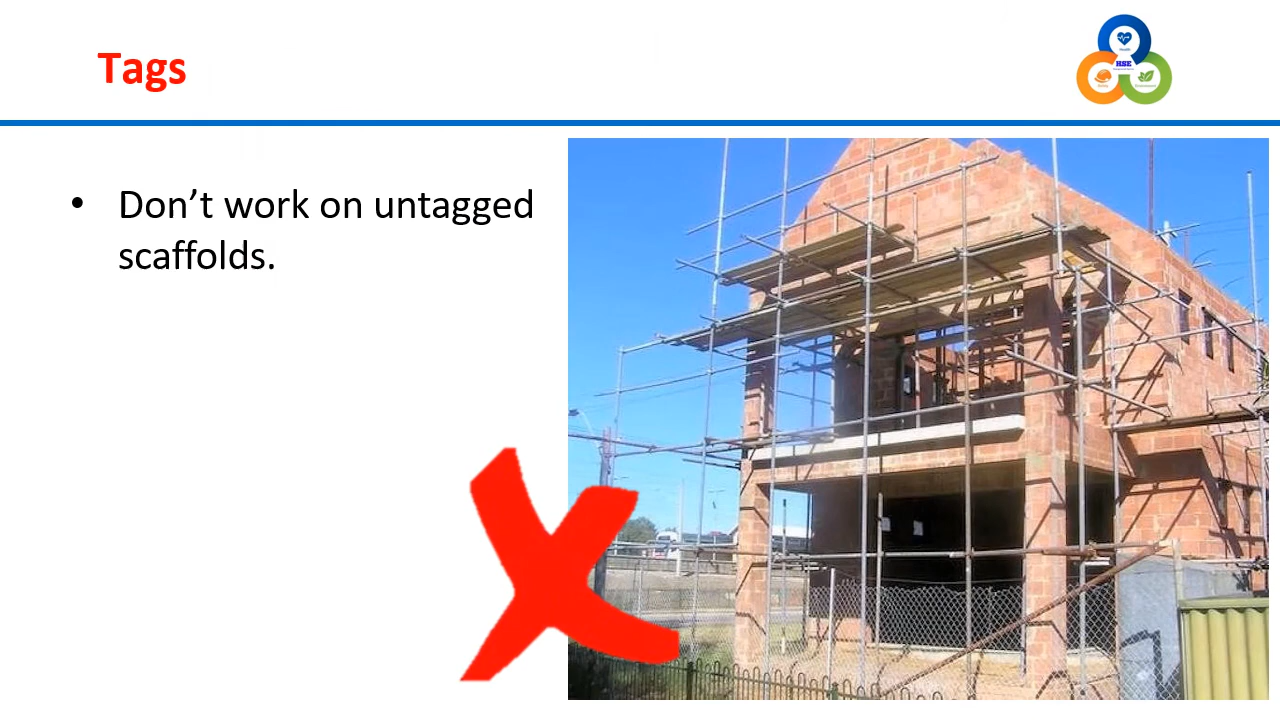 Tags
HSE
• Don’t work on untagged
scaffolds.